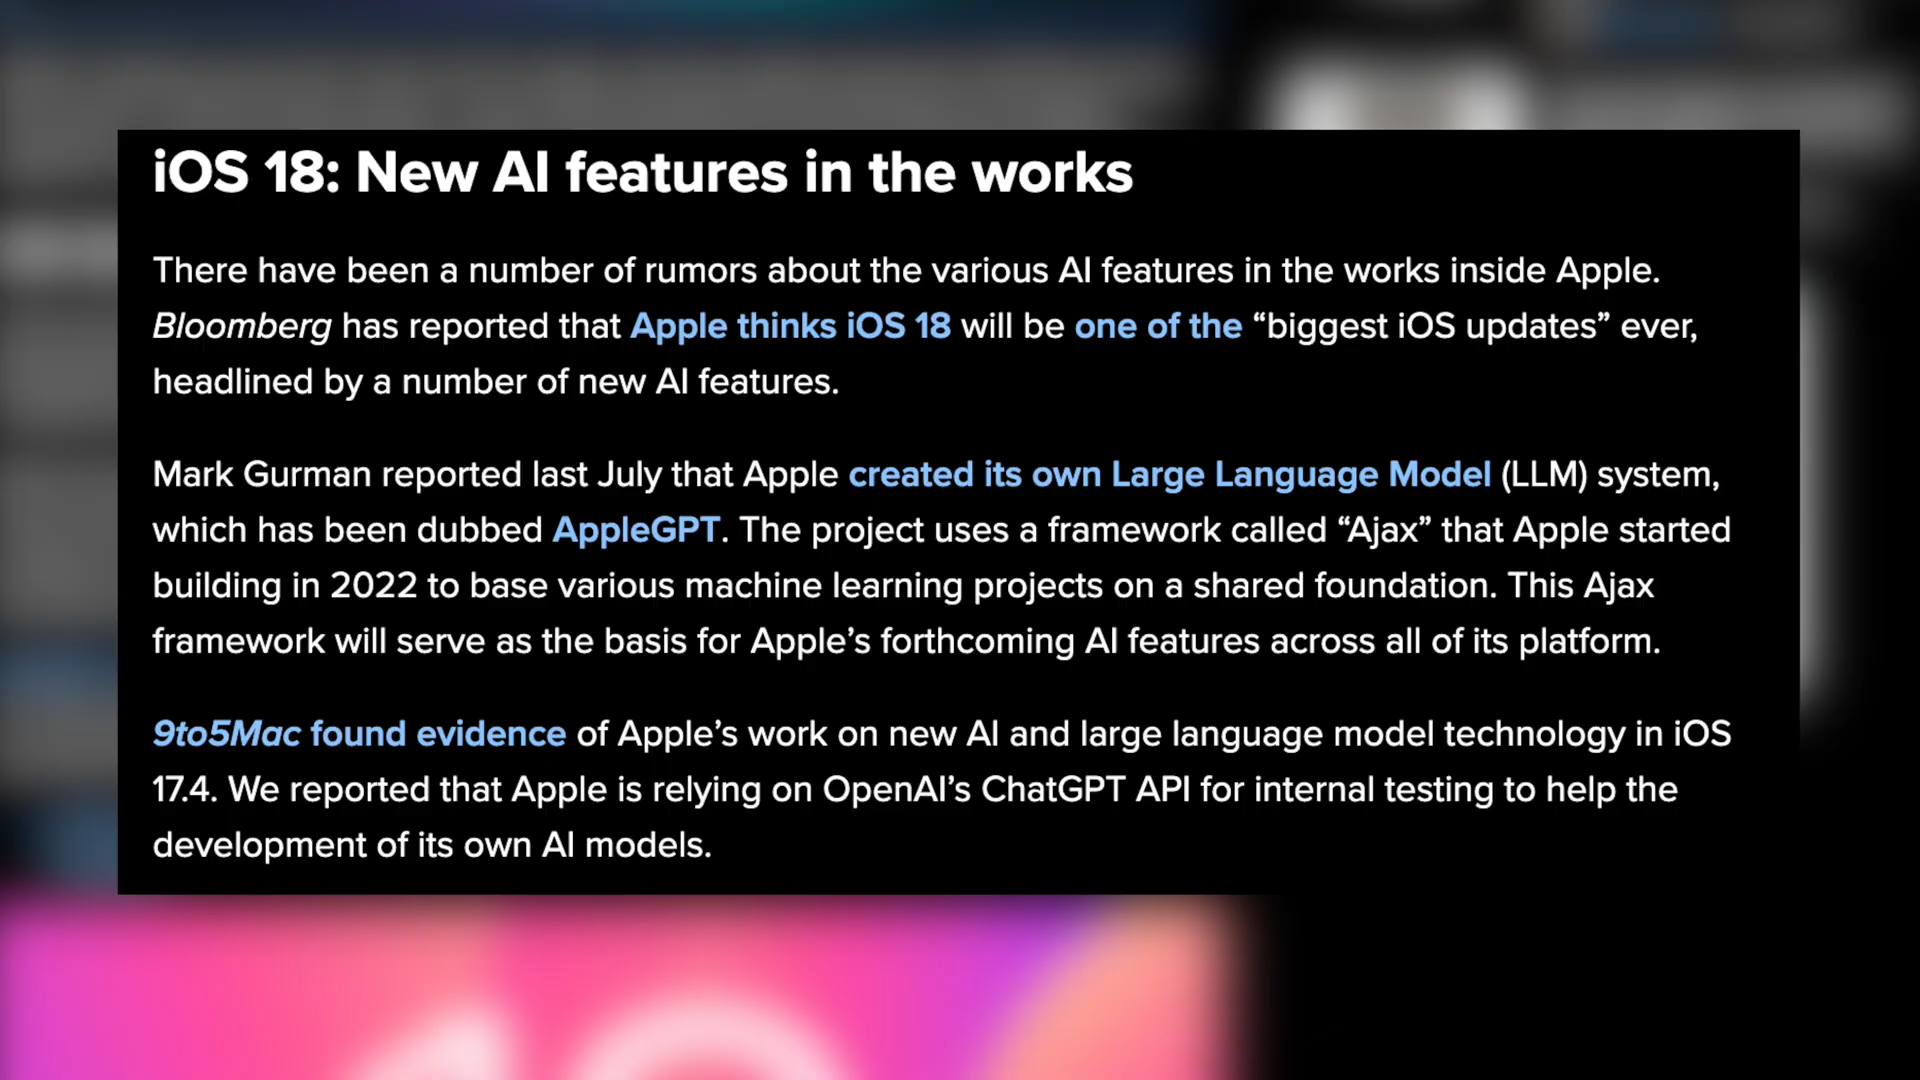 iOS 18: New AI features in the works
There have been a number of rumors about the various AI features in the works inside Apple.
Bloomberg has reported that Apple thinks iOS 18 will be one of the “biggest iOS updates” ever,
headlined by a number of new AI features.
Mark Gurman reported last July that Apple created its own Large Language Model (LLM) system,
which has been dubbed AppleGPT. The project uses a framework called “Ajax” that Apple started
building in 2022 to base various machine learning projects on a shared foundation. This Ajax
framework will serve as the basis for Apple’s forthcoming AI features across all of its platform.
9to5Mac found evidence of Apple’s work on new AI and large language model technology in iOS
17.4. We reported that Apple is relying on OpenAI’s ChatGPT API for internal testing to help the
development of its own AI models.